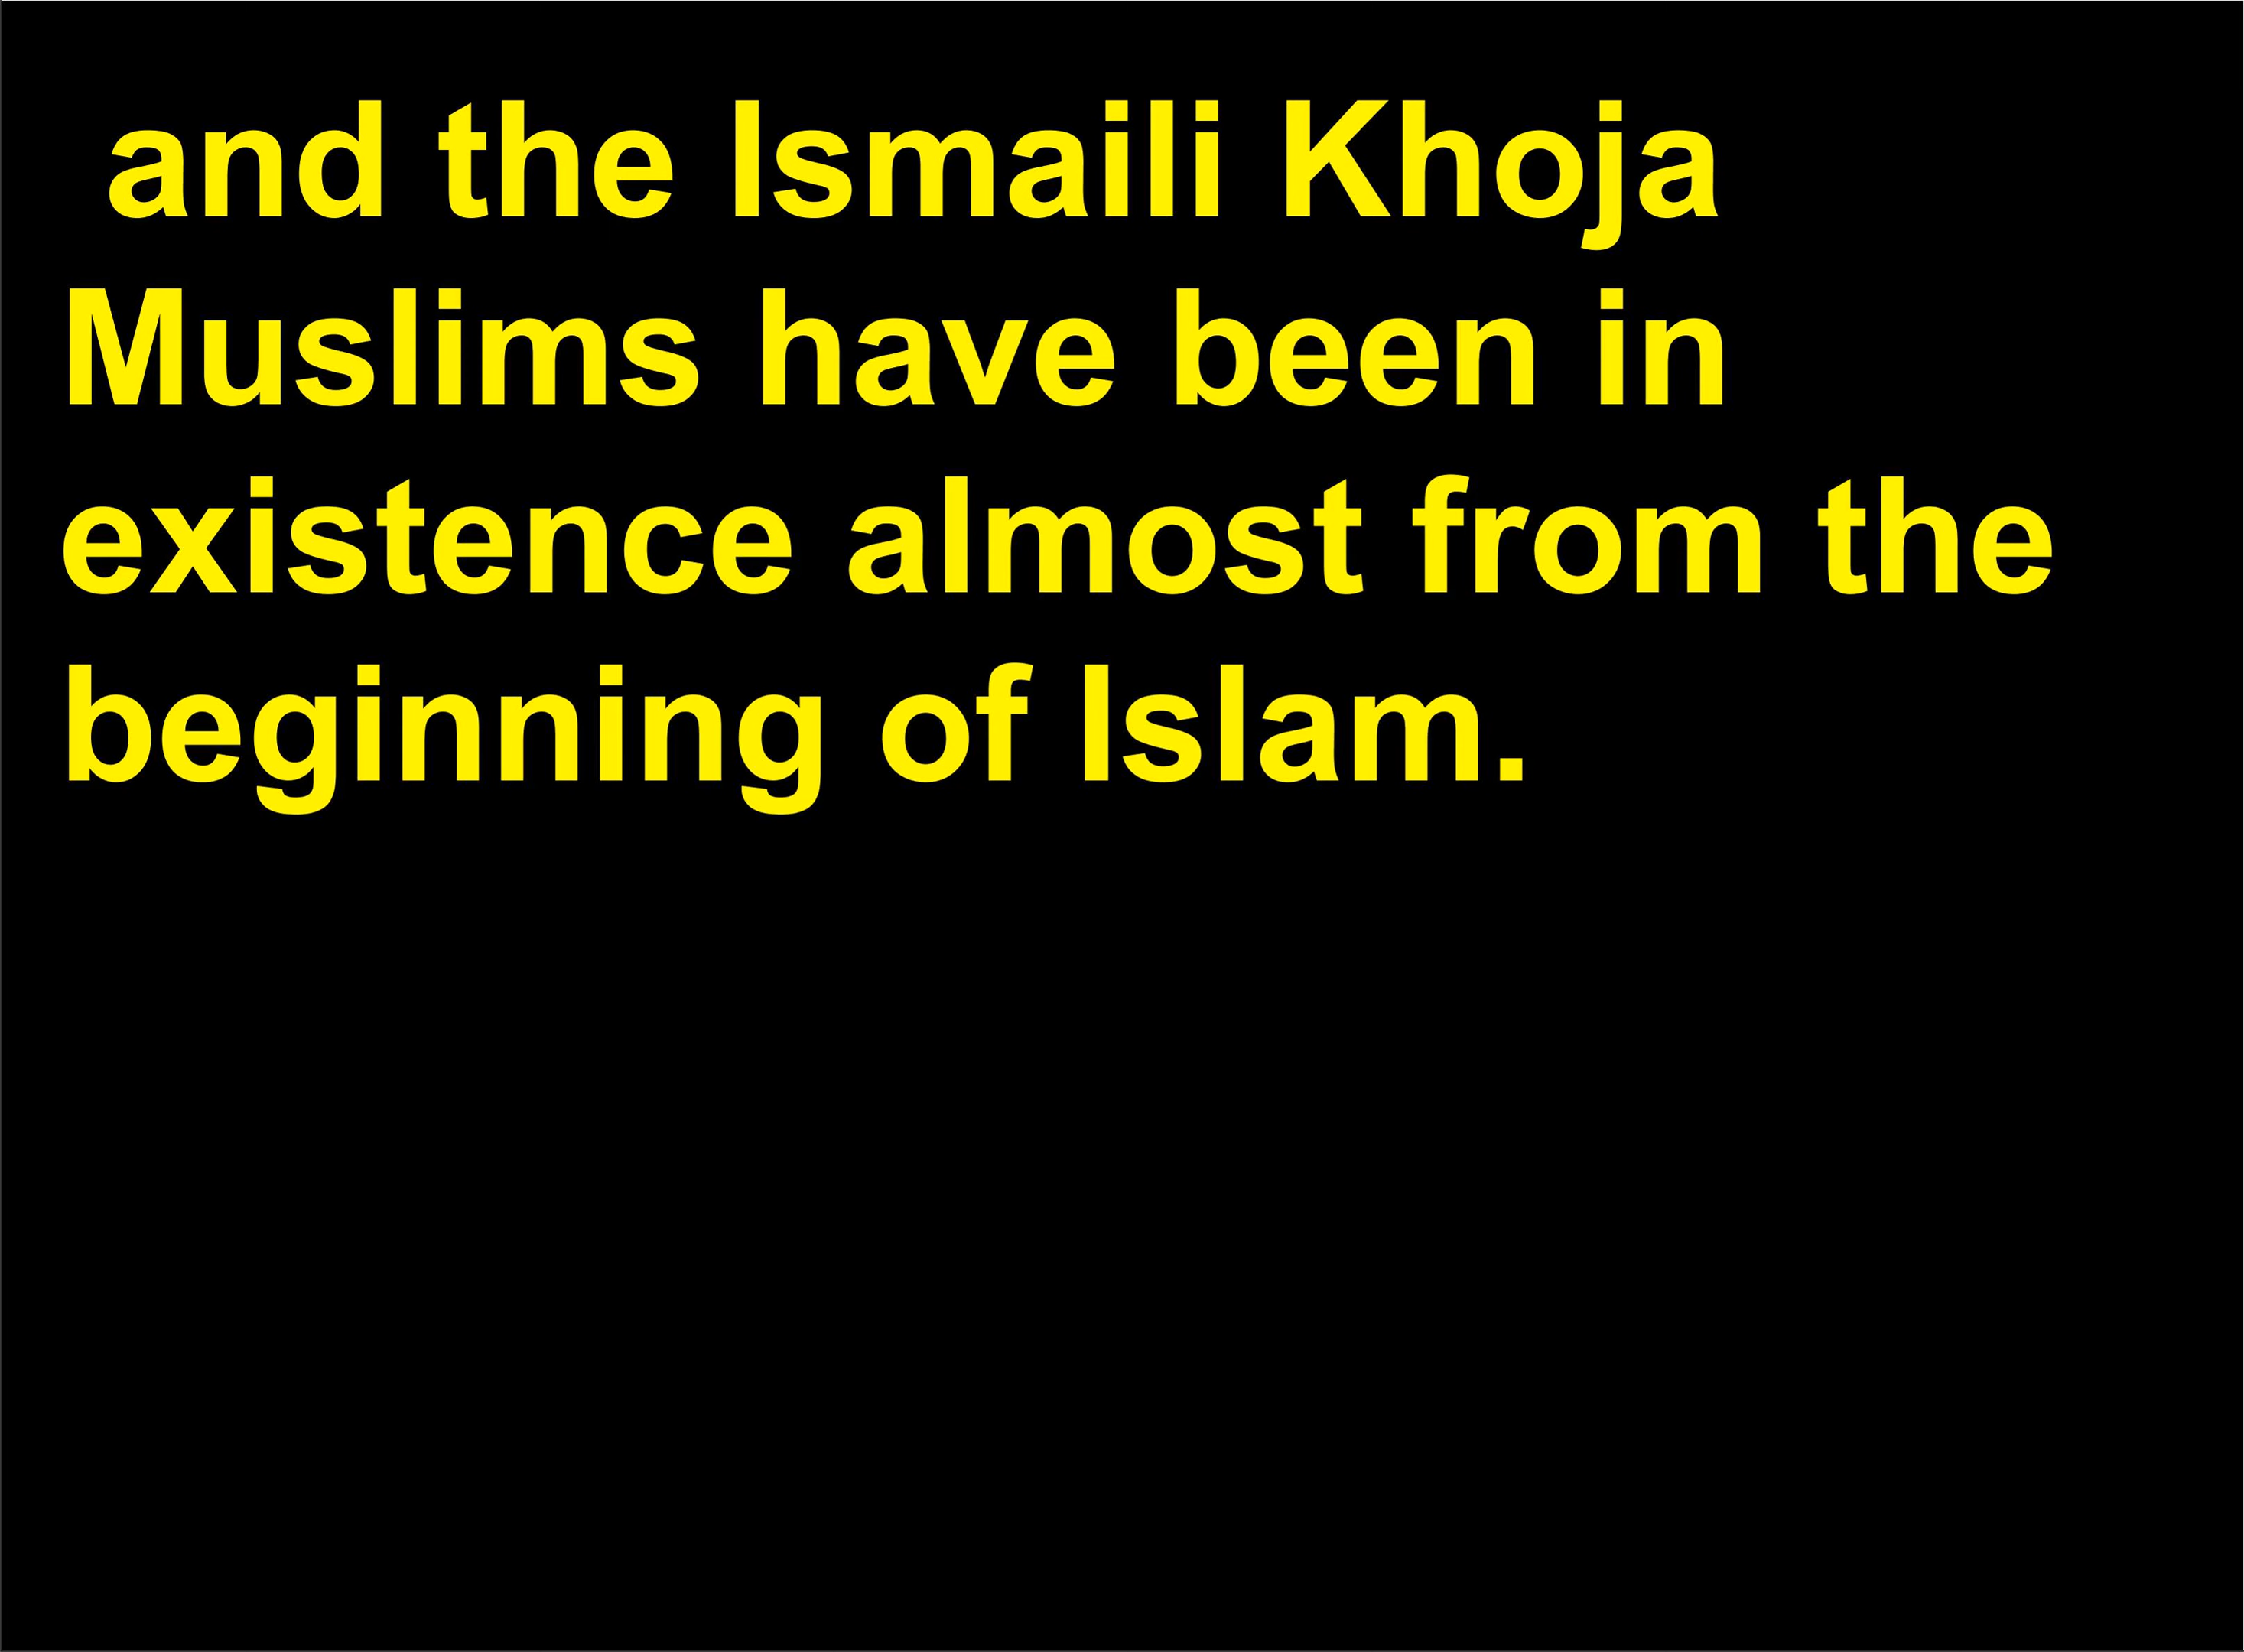 and the Ismaili Khoja
Muslims have been in
existence almost from the
beginning of Islam.